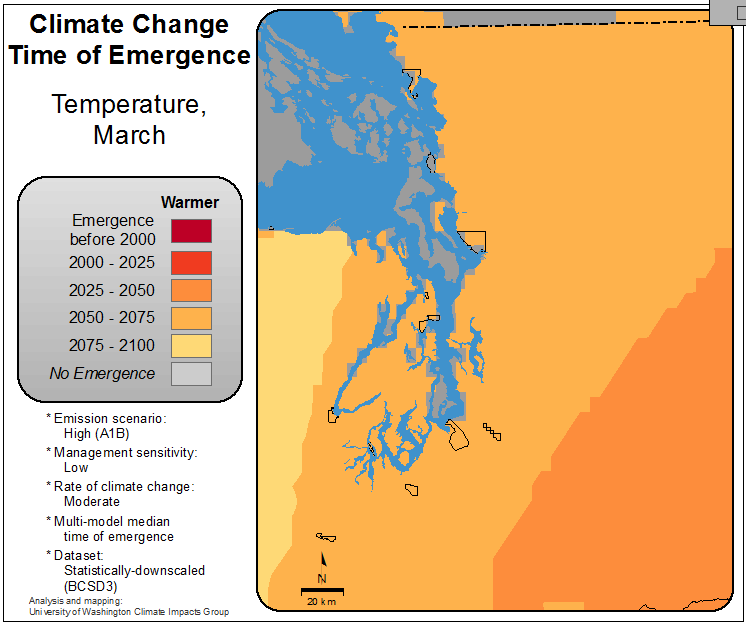 Climate Change
Time of Emergence
Temperature,
March
Warmer
Emergence
before 2000
2000 - 2025
2025 - 2050
2050 - 2075
2075 - 2100
No Emergence
* Emission scenario:
High (A1B)
* Management sensitivity:
Low
* Rate of climate change:
Moderate
* Multi-model median
time of emergence
* Dataset:
Statistically-downscaled
(BCSD3)
Analysis and mapping:
University of Washington Climate Impacts Group
N
20 km